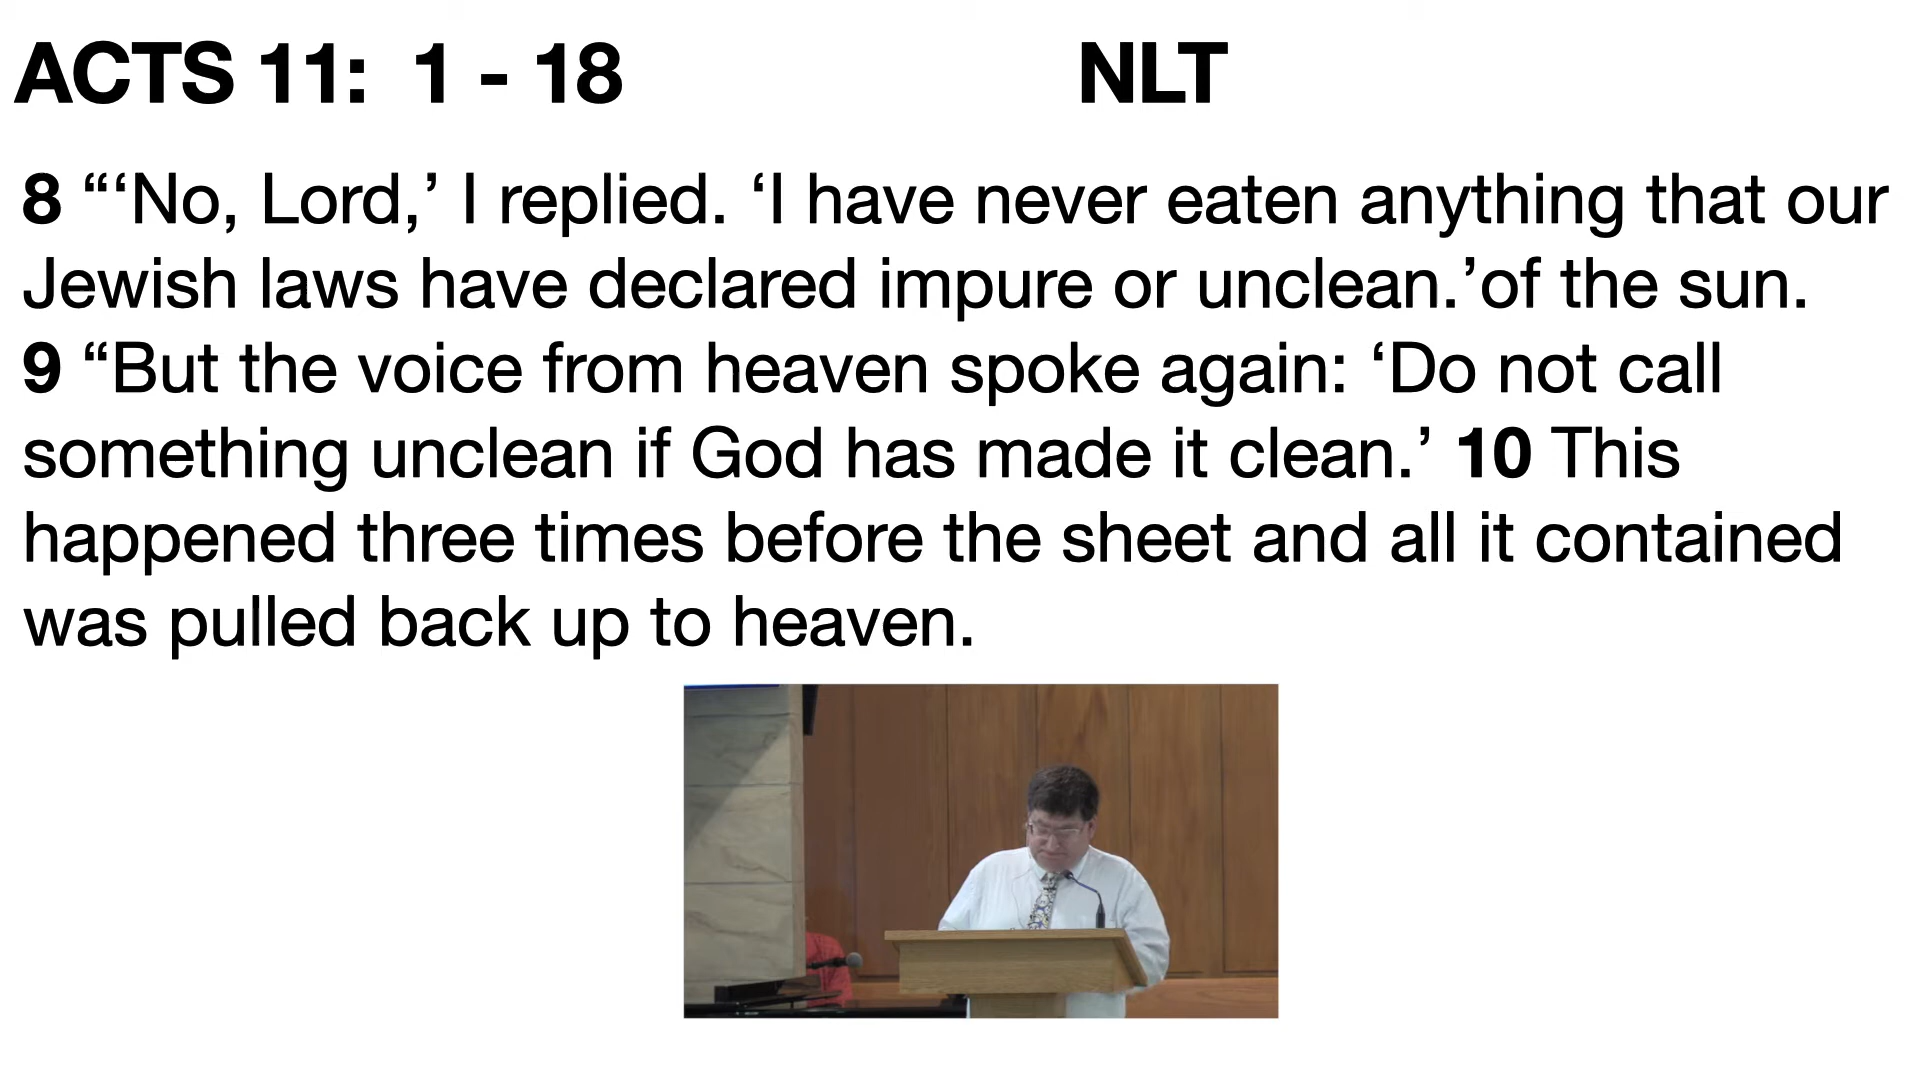 ACTS 11: 1 - 18 NLT
8 “‘No, Lord,’ I replied. ‘I have never eaten anything that our
Jewish laws have declared impure or unclean.’of the sun.
9 “But the voice from heaven spoke again: ‘Do not call
something unclean if God has made it clean.’ 10 This
happened three times before the sheet and all it contained
was pulled back up to heaven.